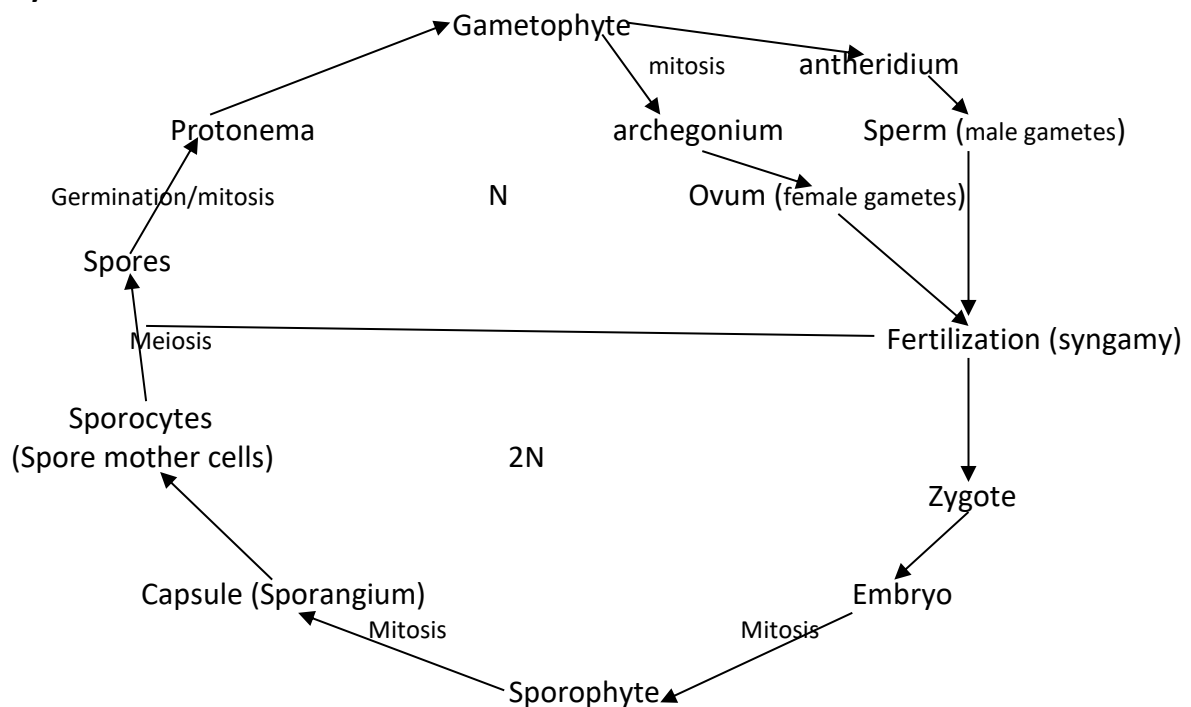 Gametophyte
mitosis
antheridium
Protonema
archegonium
Sperm (male gametes)
Germination/mitosis
N
Ovum (female gametes)
Spores
Meiosis
Fertilization (syngamy)
Sporocytes
(Spore mother cells)
2N
Zygote
Capsule (Sporangium)
Embryo
Mitosis
Mitosis
Sporophyte